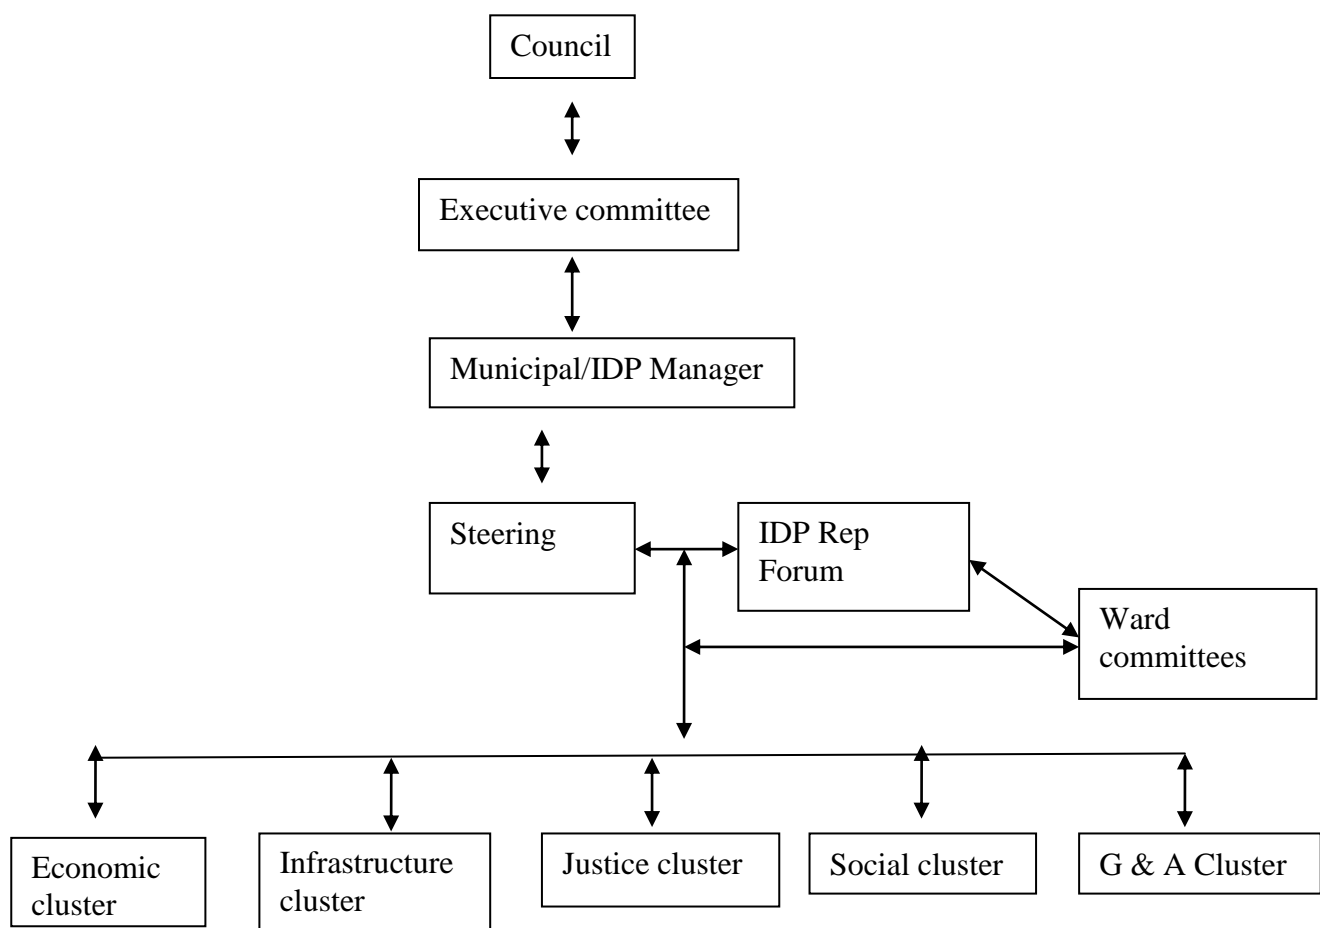 Council
Executive committee
Municipal/IDP Manager
Steering
IDP Rep
Forum
Ward
committees
Economic
cluster
Infrastructure
cluster
Justice cluster
Social cluster
G & A Cluster